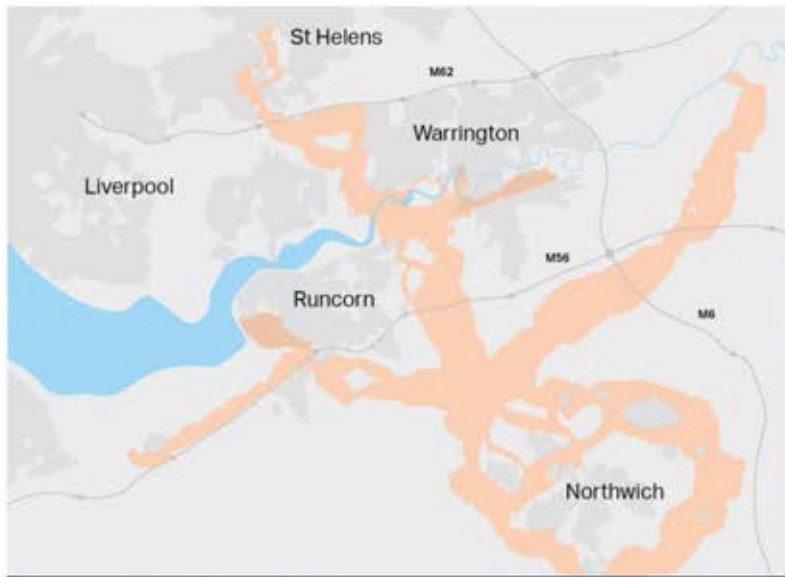 St Helens
M62
Warrington
Liverpool
M56
Runcorn
M6
Northwich